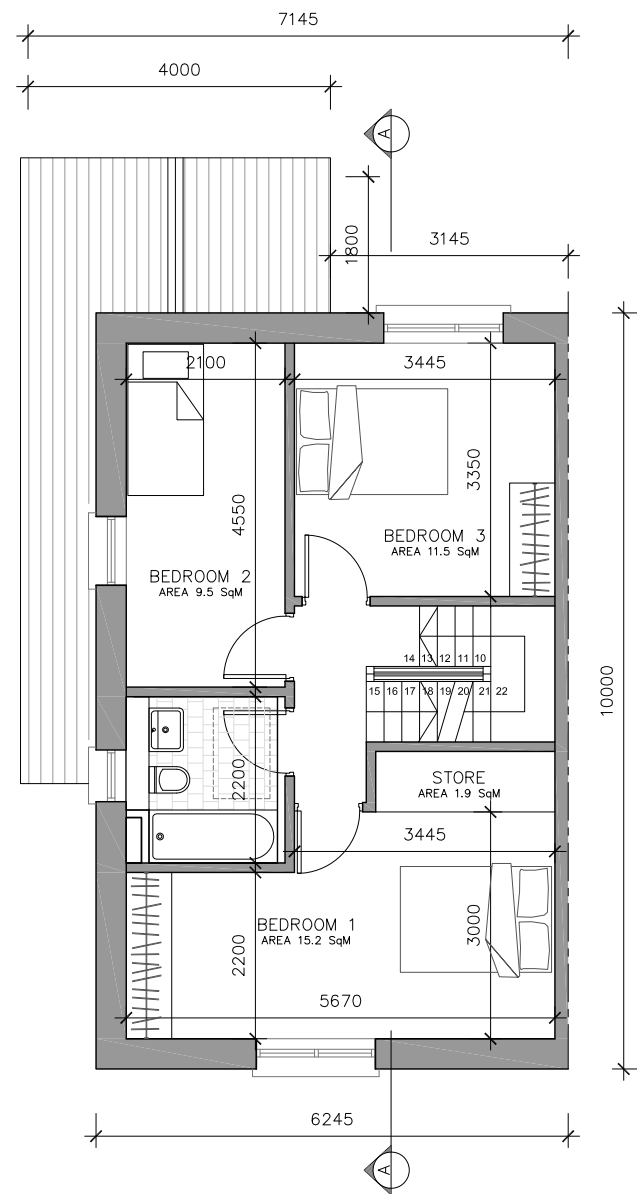 7145
4000
A
1800
3145
2100
3445
3350
4550
BEDROOM 3
AREA 11.5 SqM
BEDROOM 2
AREA 9.5 SqM
14 13 12 11 10
15 16 17 18 19 20 21 22
10000
2200
STORE
AREA 1.9 SqM
3445
BEDROOM 1
AREA 15.2 SqM
3000
2200
5670
6245
A